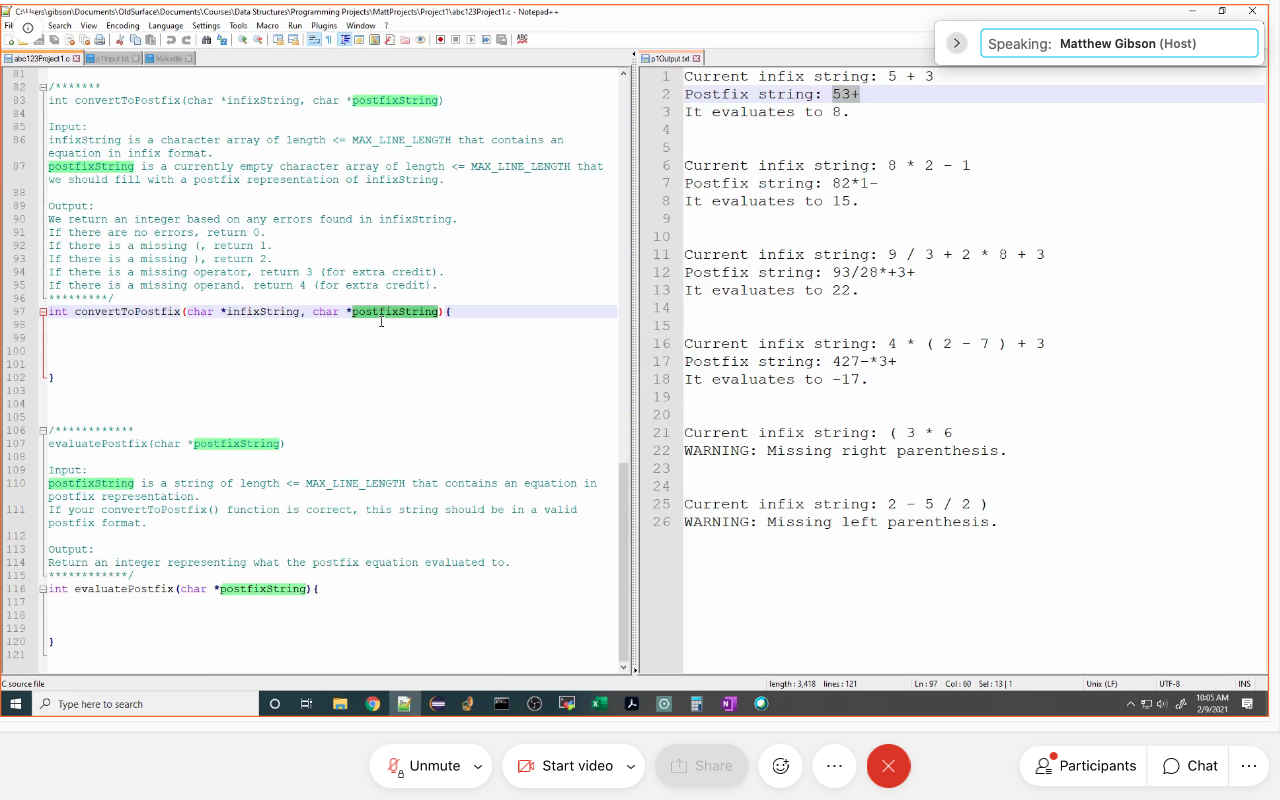 C:\Users\gibson\Documents\OldSurface\Documents\Courses\Data Structures\Programming Projects\MattProjects\Project1\abc123Project1.c - Notepad++
Search View Encoding Language Settings Tools Macro Run Plugins Window ?
Speaking: Matthew Gibson (Host)
abc123Project1.c p1Input.txt Makefile
p1Output.txt
81
82 /*******
83 int convertToPostfix(char *infixString, char *postfixString)
84
85 Input:
86 infixString is a character array of length <= MAX_LINE_LENGTH that contains an
equation in infix format.
87 postfixString is a currently empty character array of length <= MAX_LINE_LENGTH that
we should fill with a postfix representation of infixString.
88
89 Output:
90 We return an integer based on any errors found in infixString.
91 If there are no errors, return 0.
92 If there is a missing (, return 1.
93 If there is a missing ), return 2.
94 If there is a missing operator, return 3 (for extra credit).
95 If there is a missing operand, return 4 (for extra credit).
96 *********/
97 int convertToPostfix(char *infixString, char *postfixString){
98
99
100
101
102 }
103
104
105
106 /************
107 evaluatePostfix(char *postfixString)
108
109 Input:
110 postfixString is a string of length <= MAX_LINE_LENGTH that contains an equation in
postfix representation.
111 If your convertToPostfix() function is correct, this string should be in a valid
postfix format.
112
113 Output:
114 Return an integer representing what the postfix equation evaluated to.
115 ************/
116 int evaluatePostfix(char *postfixString){
117
118
119
120 }
121
1 Current infix string: 5 + 3
2 Postfix string: 53+
3 It evaluates to 8.
4
5
6 Current infix string: 8 * 2 - 1
7 Postfix string: 82*1-
8 It evaluates to 15.
9
10
11 Current infix string: 9 / 3 + 2 * 8 + 3
12 Postfix string: 93/28*+3+
13 It evaluates to 22.
14
15
16 Current infix string: 4 * ( 2 - 7 ) + 3
17 Postfix string: 427-*3+
18 It evaluates to -17.
19
20
21 Current infix string: ( 3 * 6
22 WARNING: Missing right parenthesis.
23
24
25 Current infix string: 2 - 5 / 2 )
26 WARNING: Missing left parenthesis.
C source file length : 3,418 lines : 121 Ln : 97 Col : 60 Sel : 13 | 1 Unix (LF) UTF-8 INS
Type here to search
10:05 AM
2/9/2021
Unmute Start video Share Participants Chat